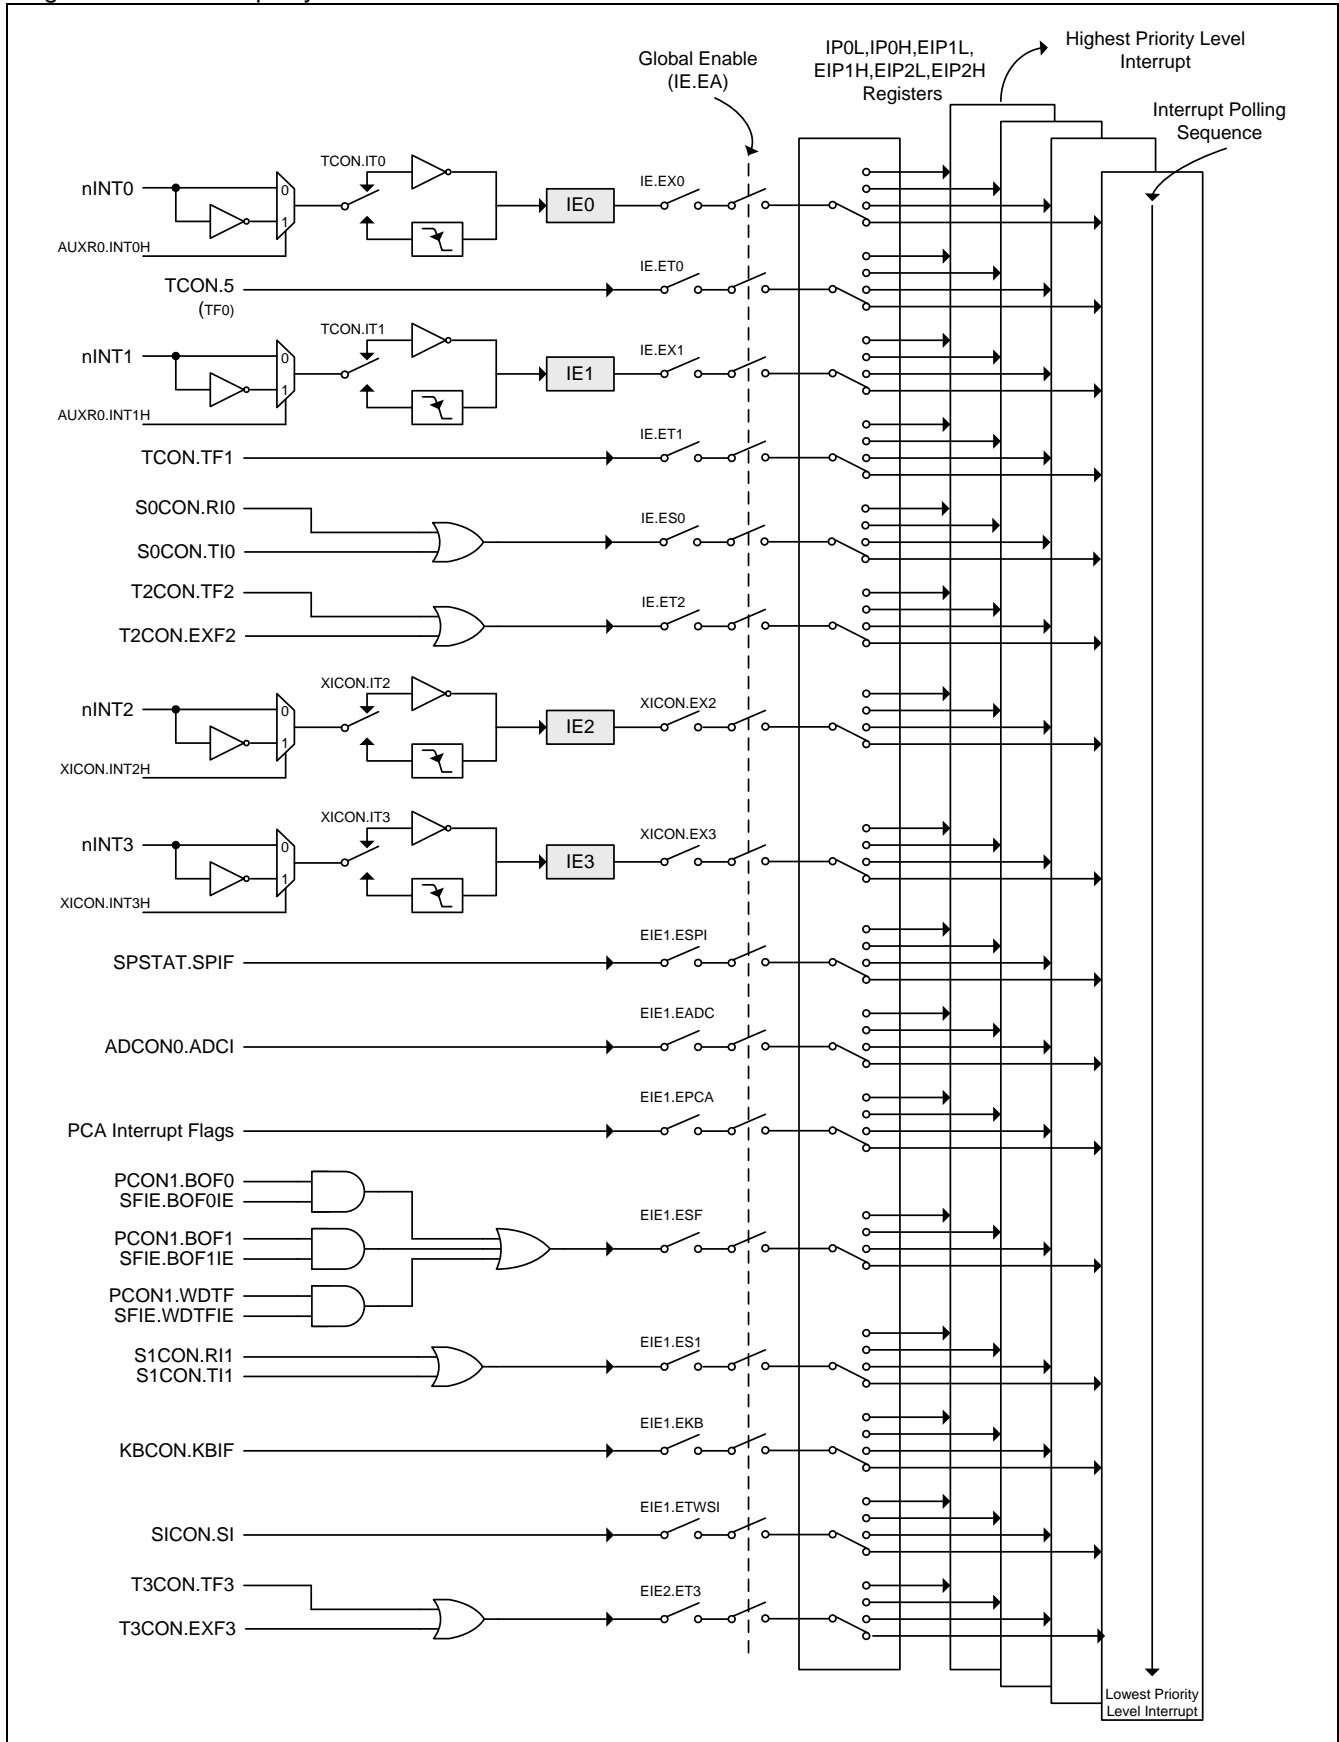 Global Enable
(IE.EA)
IP0L,IP0H,EIP1L,
EIP1H,EIP2L,EIP2H
Registers
Highest Priority Level
Interrupt
Interrupt Polling
Sequence
nINT0
0
1
AUXR0.INT0H
TCON.IT0
IE0
IE.EX0
TCON.5
(TF0)
IE.ET0
nINT1
0
1
AUXR0.INT1H
TCON.IT1
IE1
IE.EX1
TCON.TF1
IE.ET1
S0CON.RI0
S0CON.TI0
IE.ES0
T2CON.TF2
T2CON.EXF2
IE.ET2
nINT2
0
1
XICON.INT2H
XICON.IT2
IE2
XICON.EX2
nINT3
0
1
XICON.INT3H
XICON.IT3
IE3
XICON.EX3
SPSTAT.SPIF
EIE1.ESPI
ADCON0.ADCI
EIE1.EADC
PCA Interrupt Flags
EIE1.EPCA
PCON1.BOF0
SFIE.BOF0IE
PCON1.BOF1
SFIE.BOF1IE
PCON1.WDTF
SFIE.WDTFIE
EIE1.ESF
S1CON.RI1
S1CON.TI1
EIE1.ES1
KBCON.KBIF
EIE1.EKB
SICON.SI
EIE1.ETWSI
T3CON.TF3
T3CON.EXF3
EIE2.ET3
Lowest Priority
Level Interrupt